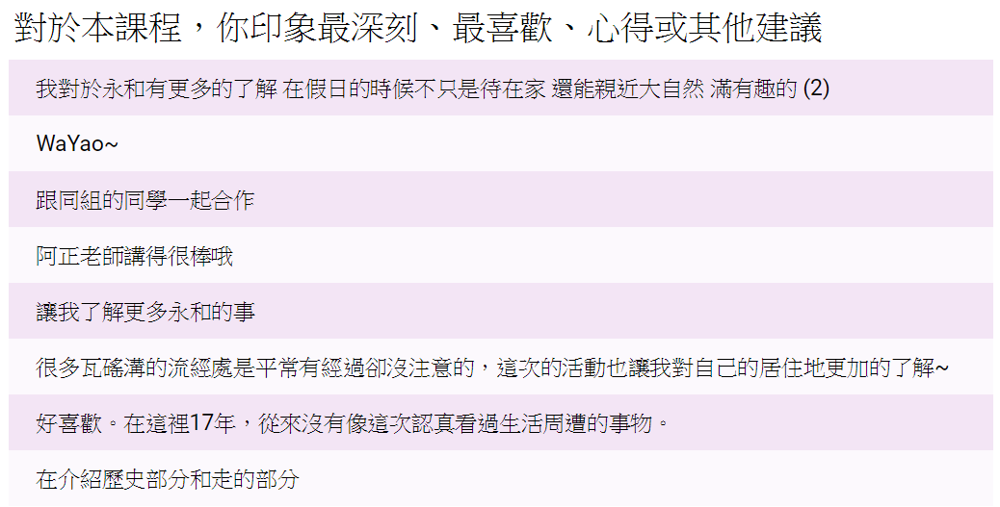 對於本課程，你印象最深刻、最喜歡、心得或其他建議
我對於永和有更多的了解 在假日的時候不只是待在家 還能親近大自然 滿有趣的 (2)
WaYao~
跟同組的同學一起合作
阿正老師講得很棒哦
讓我了解更多永和的事
很多瓦磘溝的流經處是平常有經過卻沒注意的，這次的活動也讓我對自己的居住地更加的了解~
好喜歡。在這裡17年，從來沒有像這次認真看過生活周遭的事物。
在介紹歷史部分和走的部分